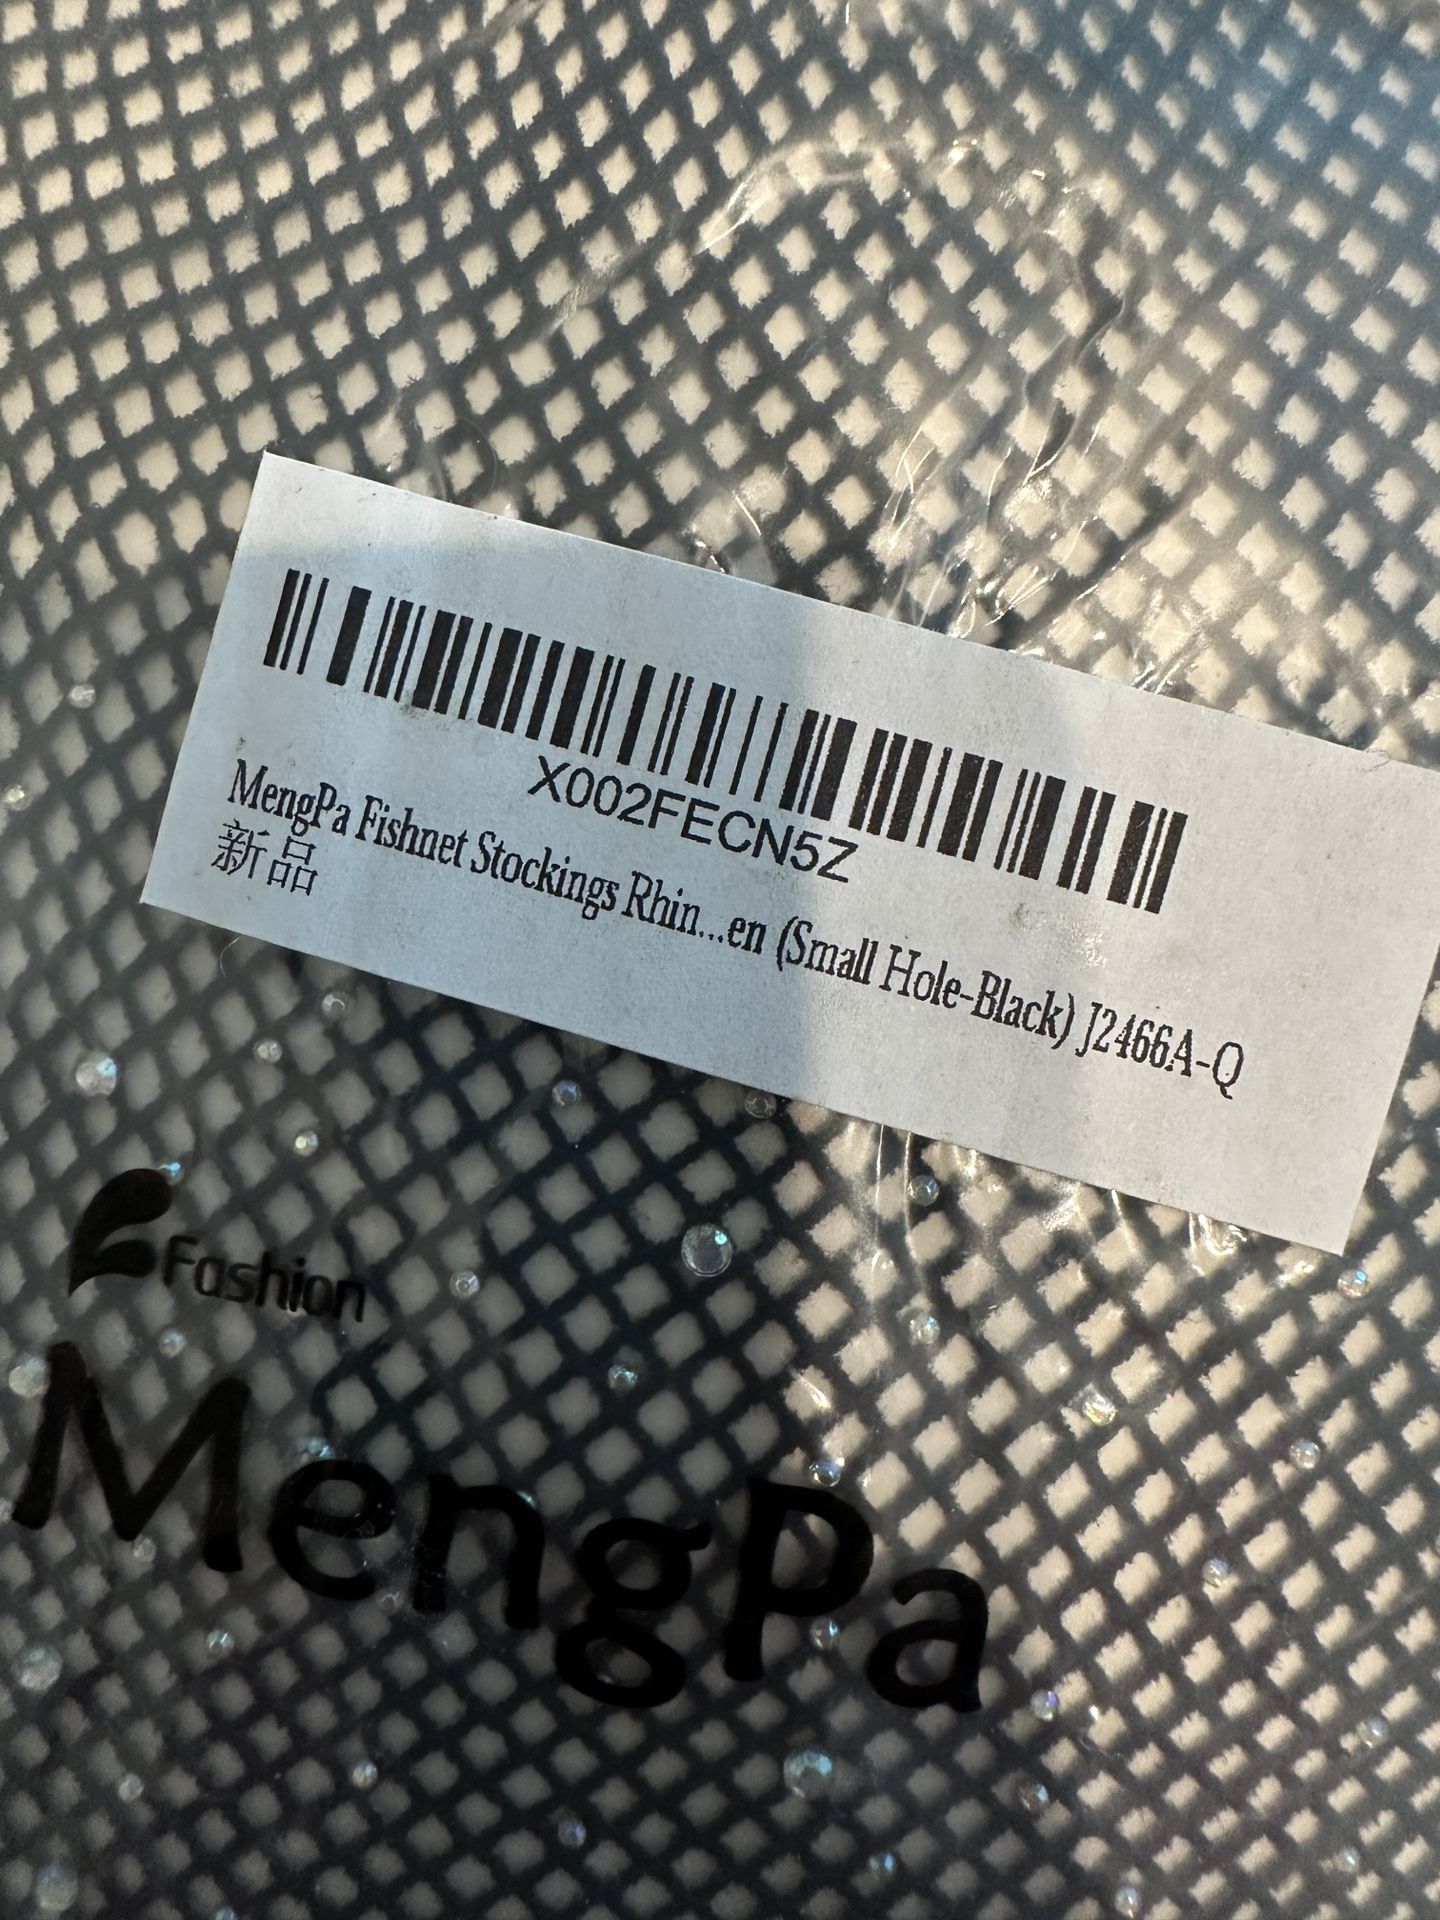 X002FECN5Z
MengPa Fishnet Stockings Rhin...en (Small Hole-Black) J2466A-Q
新品
Fashion
MengPa